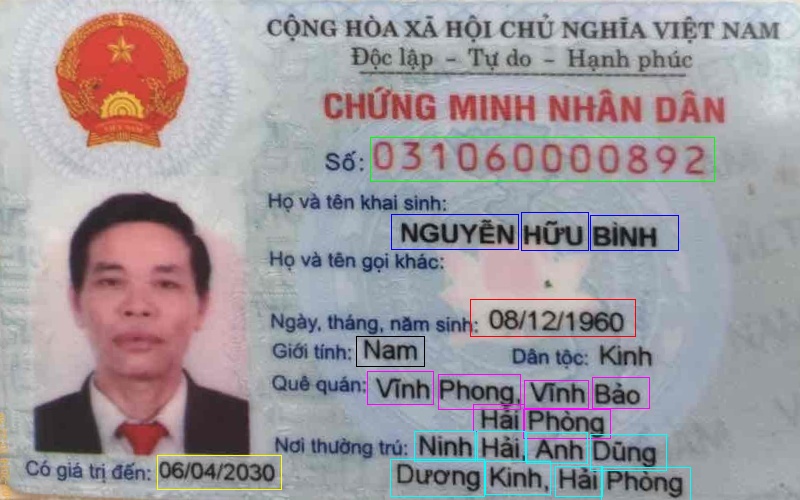 CỘNG HÒA XÃ HỘI CHỦ NGHĨA VIỆT NAM
Độc lập - Tự do - Hạnh phúc
CHỨNG MINH NHÂN DÂN
Số: 031060000892
Họ và tên khai sinh:
NGUYỄN HỮU BÌNH
Họ và tên gọi khác:
Ngày, tháng, năm sinh: 08/12/1960
Giới tính: Nam Dân tộc: Kinh
Quê quán: Vĩnh Phong, Vĩnh Bảo
Hải Phòng
Nơi thường trú: Ninh Hải, Anh Dũng
Dương Kinh, Hải Phòng
Có giá trị đến: 06/04/2030